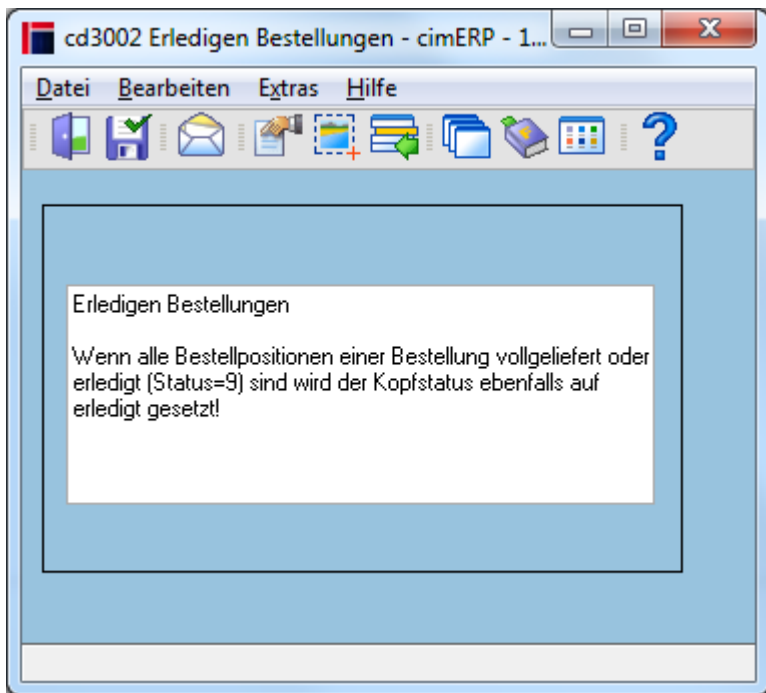 cd3002 Erledigen Bestellungen - cimERP - 1...
Datei Bearbeiten Extras Hilfe
Erledigen Bestellungen
Wenn alle Bestellpositionen einer Bestellung vollgeliefert oder
erledigt (Status=9) sind wird der Kopfstatus ebenfalls auf
erledigt gesetzt!